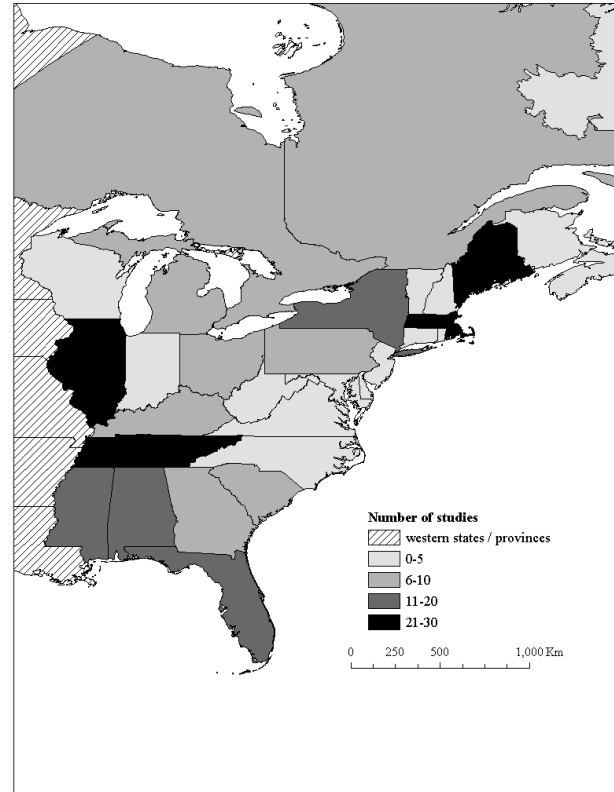 Number of studies
western states / provinces
0-5
6-10
11-20
21-30
0 250 500 1,000 Km